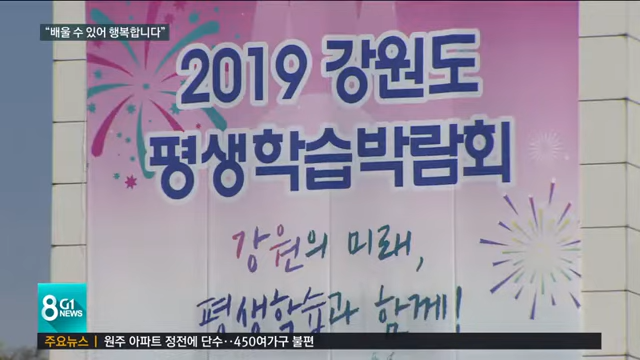 “배울 수 있어 행복합니다”
2019 강원도
평생학습박람회
강원의 미래,
평생학습과 함께!
8 G1
NEWS
주요뉴스 원주 아파트 정전에 단수‥450여가구 불편